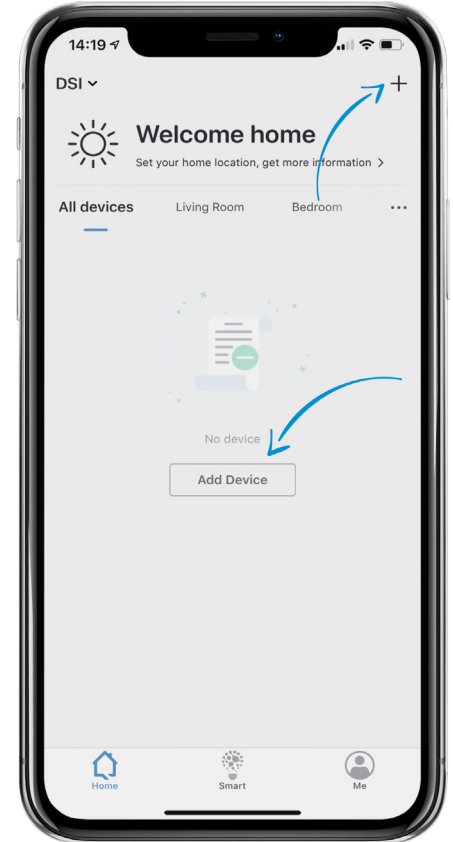 14:19
DSI
Welcome home
Set your home location, get more information >
All devices Living Room Bedroom ...
No device
Add Device
Home Smart Me